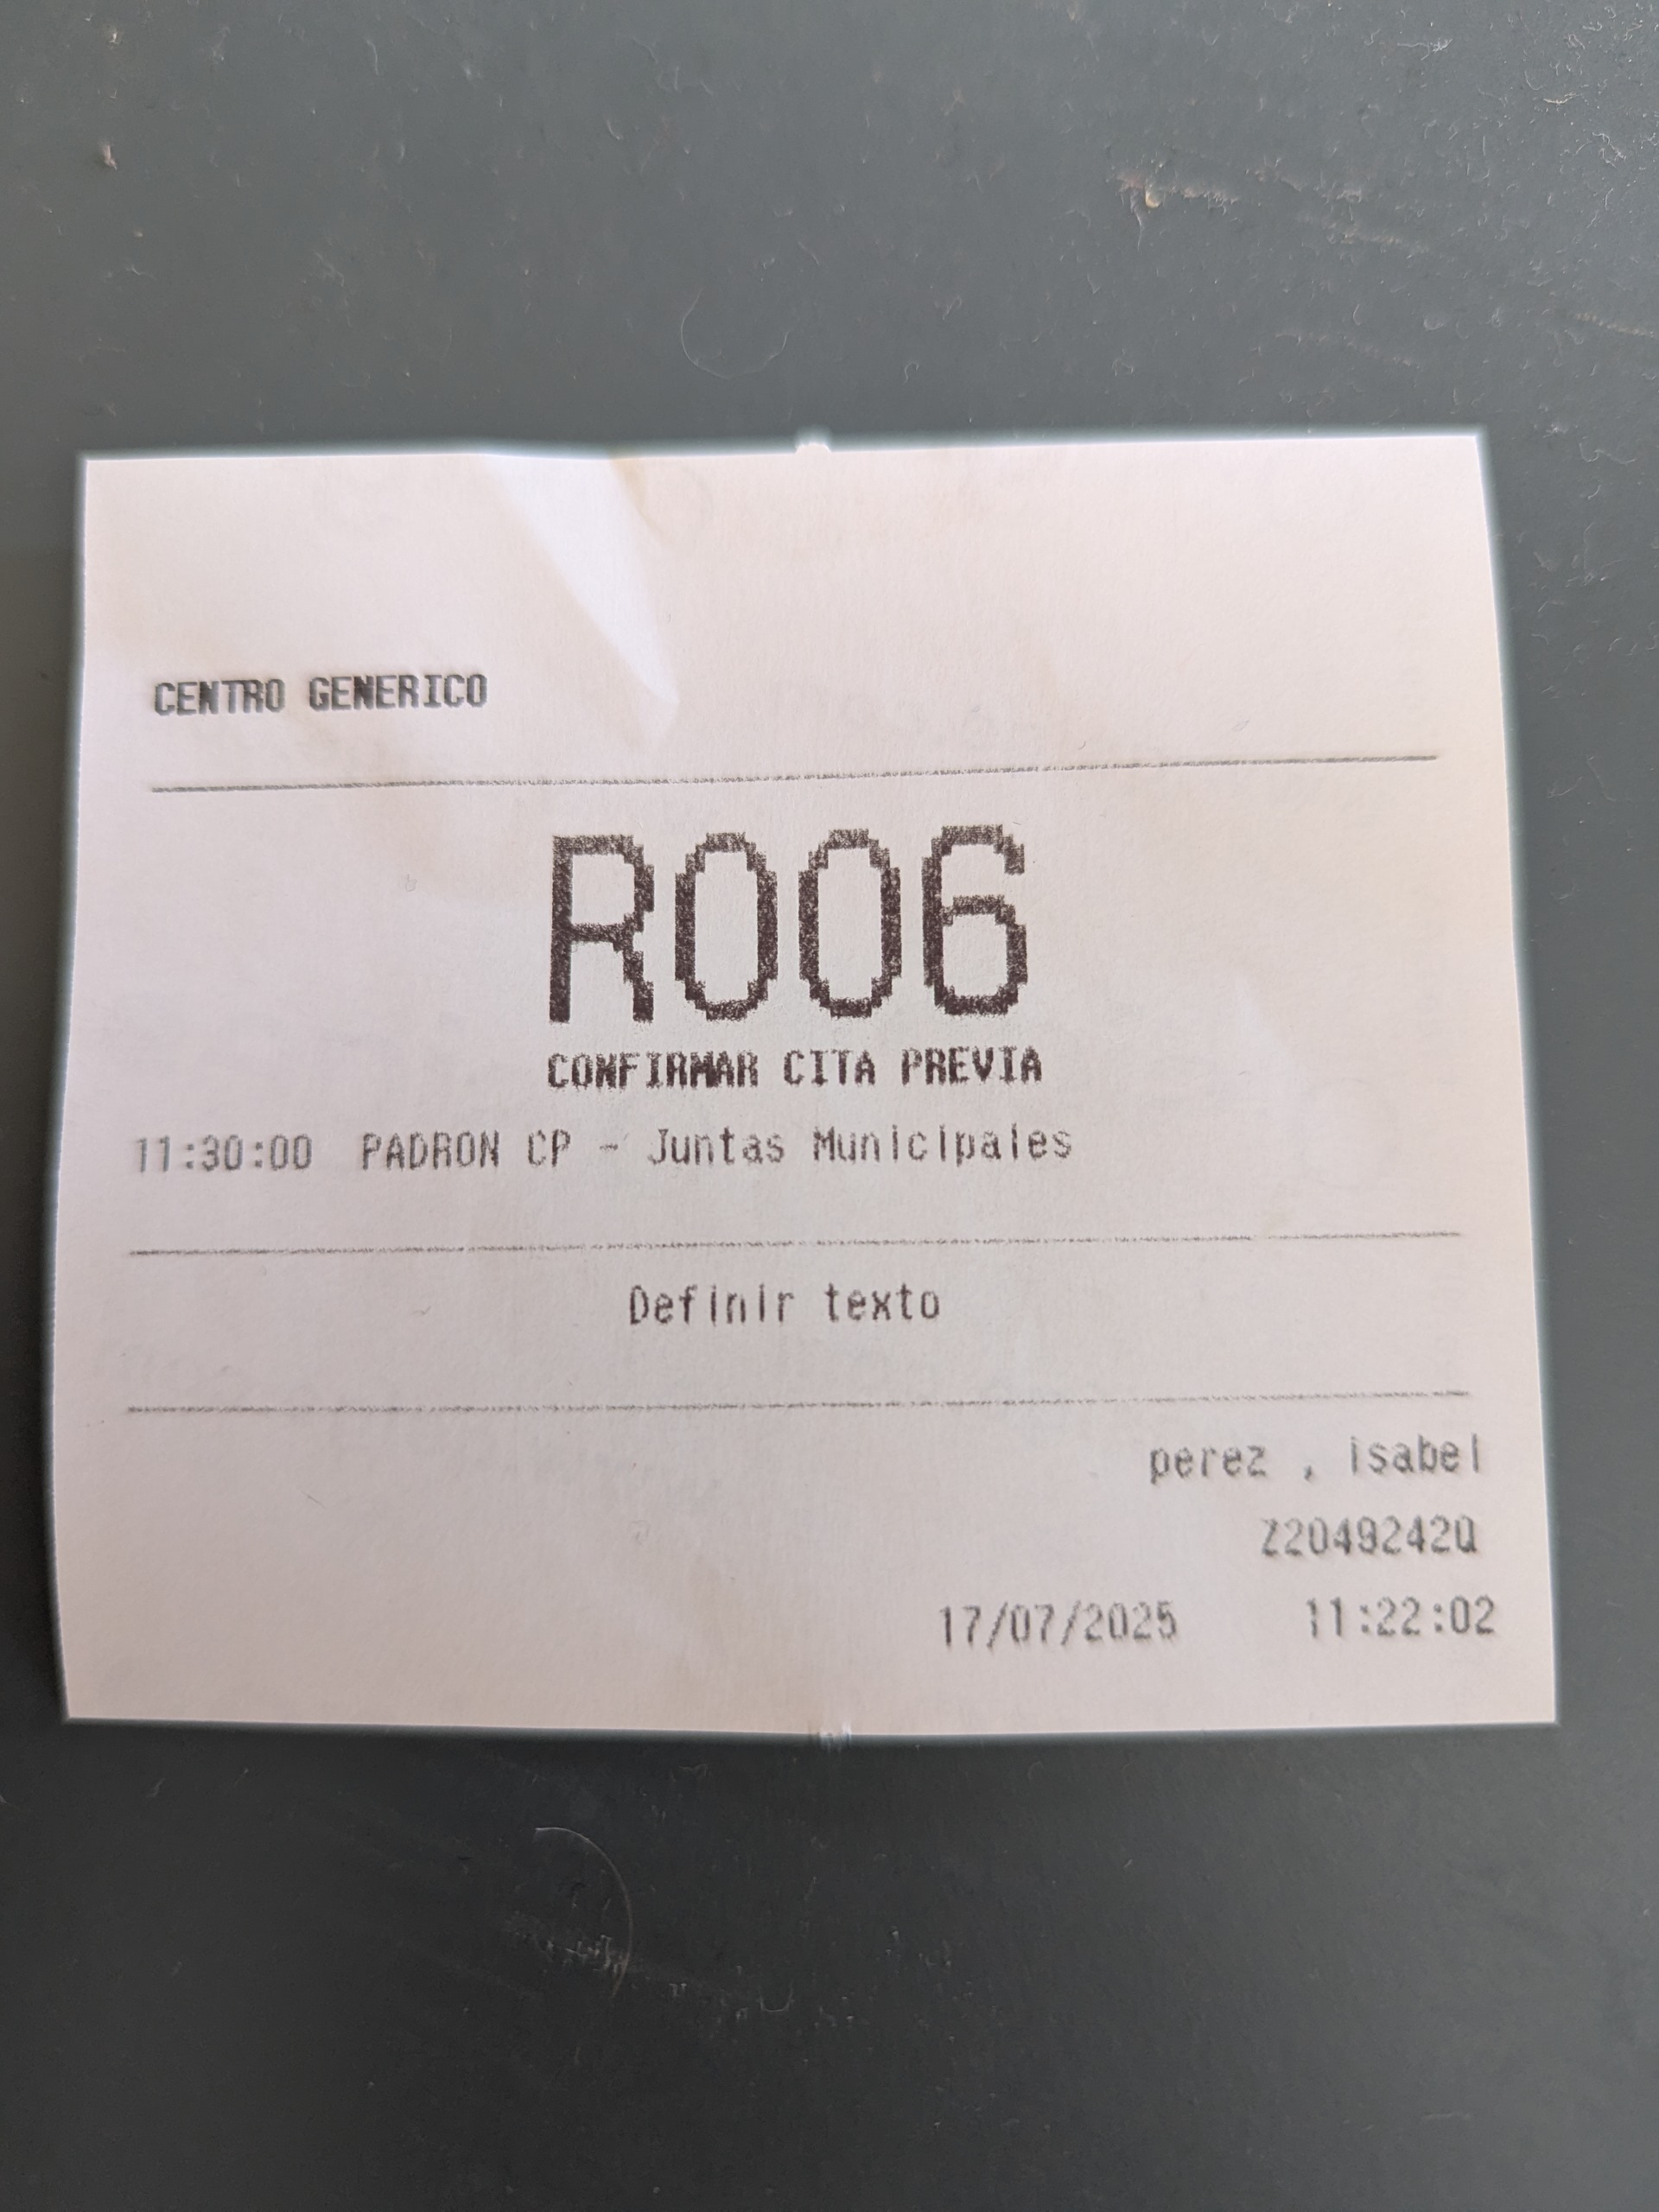 CENTRO GENERICO
R006
CONFIRMAR CITA PREVIA
11:30:00 PADRON CP - Juntas Municipales
Definir texto
perez , isabel
Z2049242Q
17/07/2025 11:22:02